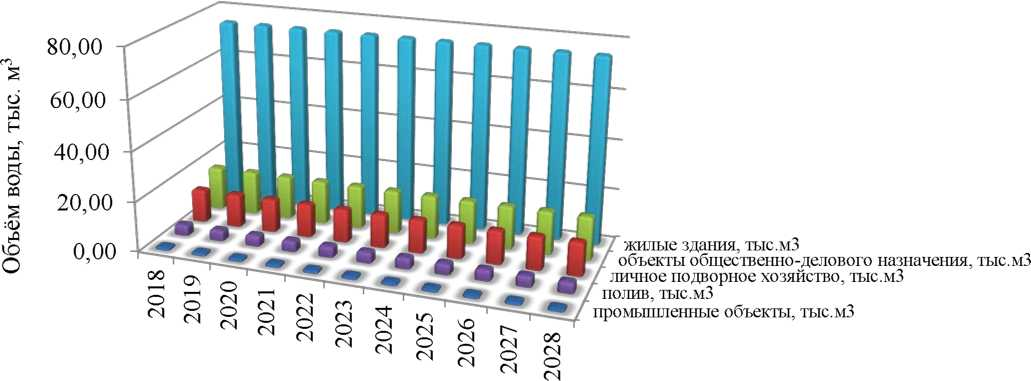 Объём воды, тыс. м³
80,00
60,00
40,00
20,00
0,00
2018
2019
2020
2021
2022
2023
2024
2025
2026
2027
2028
жилые здания, тыс.м3
объекты общественно-делового назначения, тыс.м3
личное подворное хозяйство, тыс.м3
полив, тыс.м3
промышленные объекты, тыс.м3